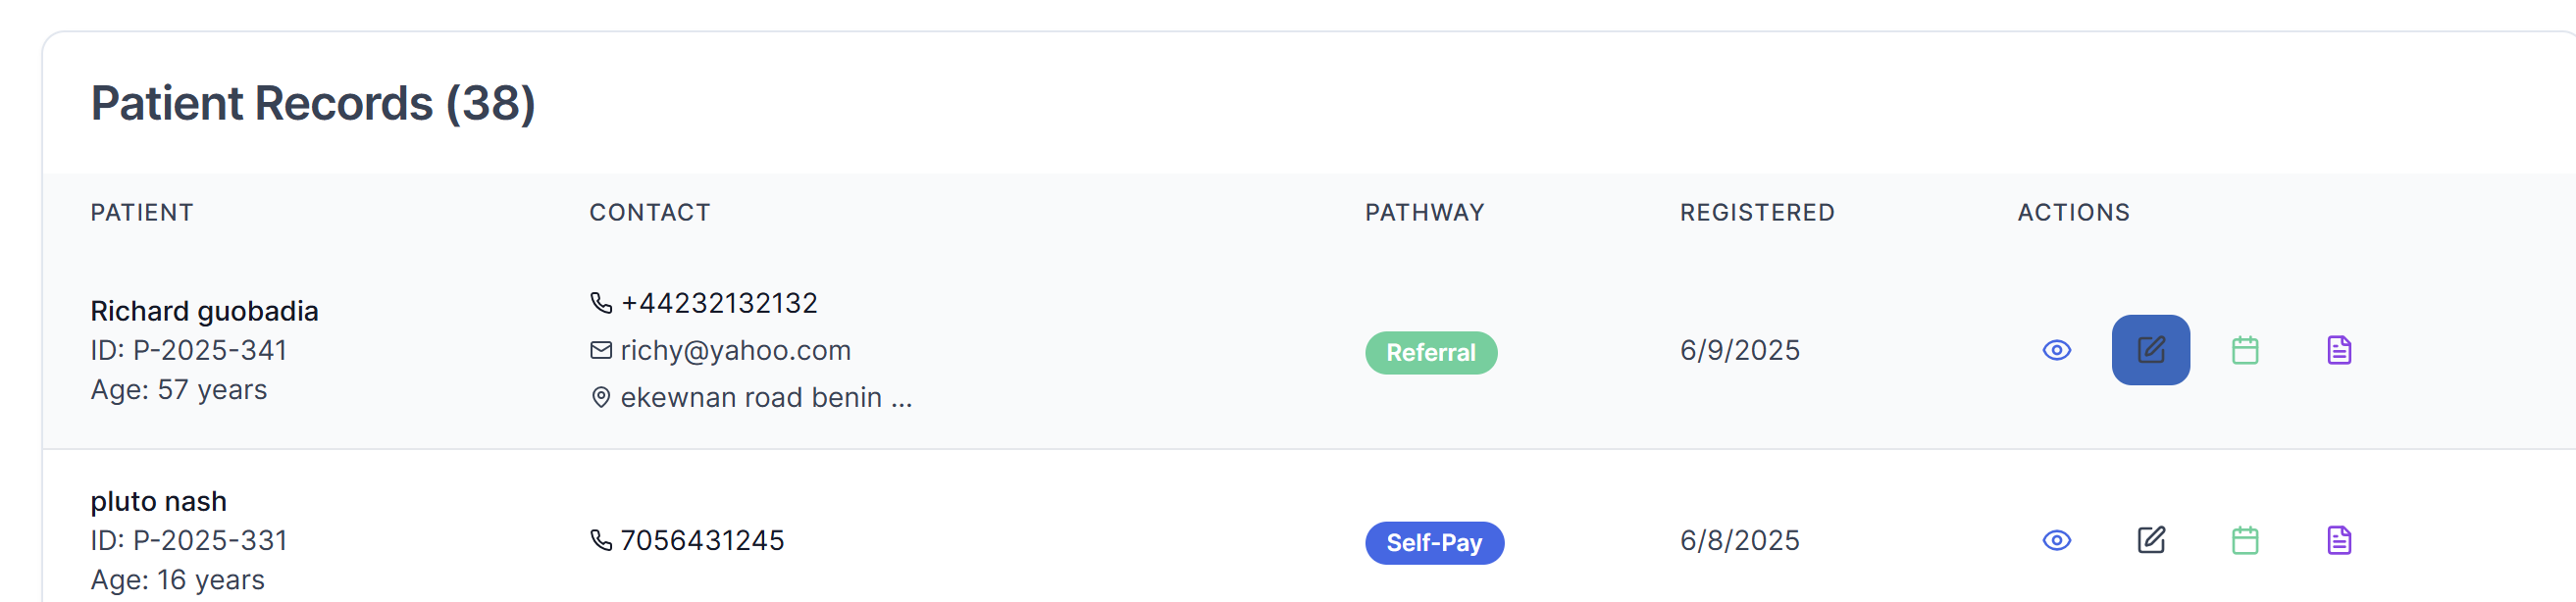 Patient Records (38)
PATIENT CONTACT PATHWAY REGISTERED ACTIONS
Richard guobadia
ID: P-2025-341
Age: 57 years
+44232132132
richy@yahoo.com
ekewnan road benin ...
Referral
6/9/2025
pluto nash
ID: P-2025-331
Age: 16 years
7056431245
Self-Pay
6/8/2025